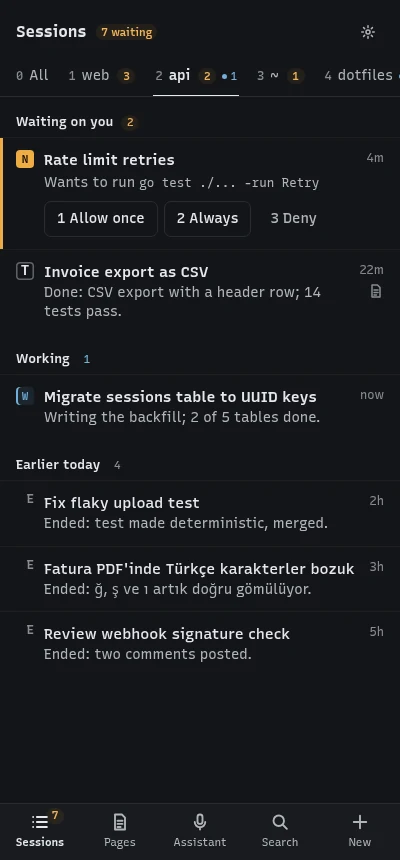 Sessions 7 waiting
0 All 1 web 3 2 api 2 1 3 ~ 1 4 dotfiles
Waiting on you 2
N Rate limit retries 4m
Wants to run go test ./... -run Retry
1 Allow once 2 Always 3 Deny
T Invoice export as CSV 22m
Done: CSV export with a header row; 14
tests pass.
Working 1
W Migrate sessions table to UUID keys now
Writing the backfill; 2 of 5 tables done.
Earlier today 4
E Fix flaky upload test 2h
Ended: test made deterministic, merged.
E Fatura PDF'inde Türkçe karakterler bozuk 3h
Ended: ğ, ş ve ı artık doğru gömülüyor.
E Review webhook signature check 5h
Ended: two comments posted.
7
Sessions Pages Assistant Search New